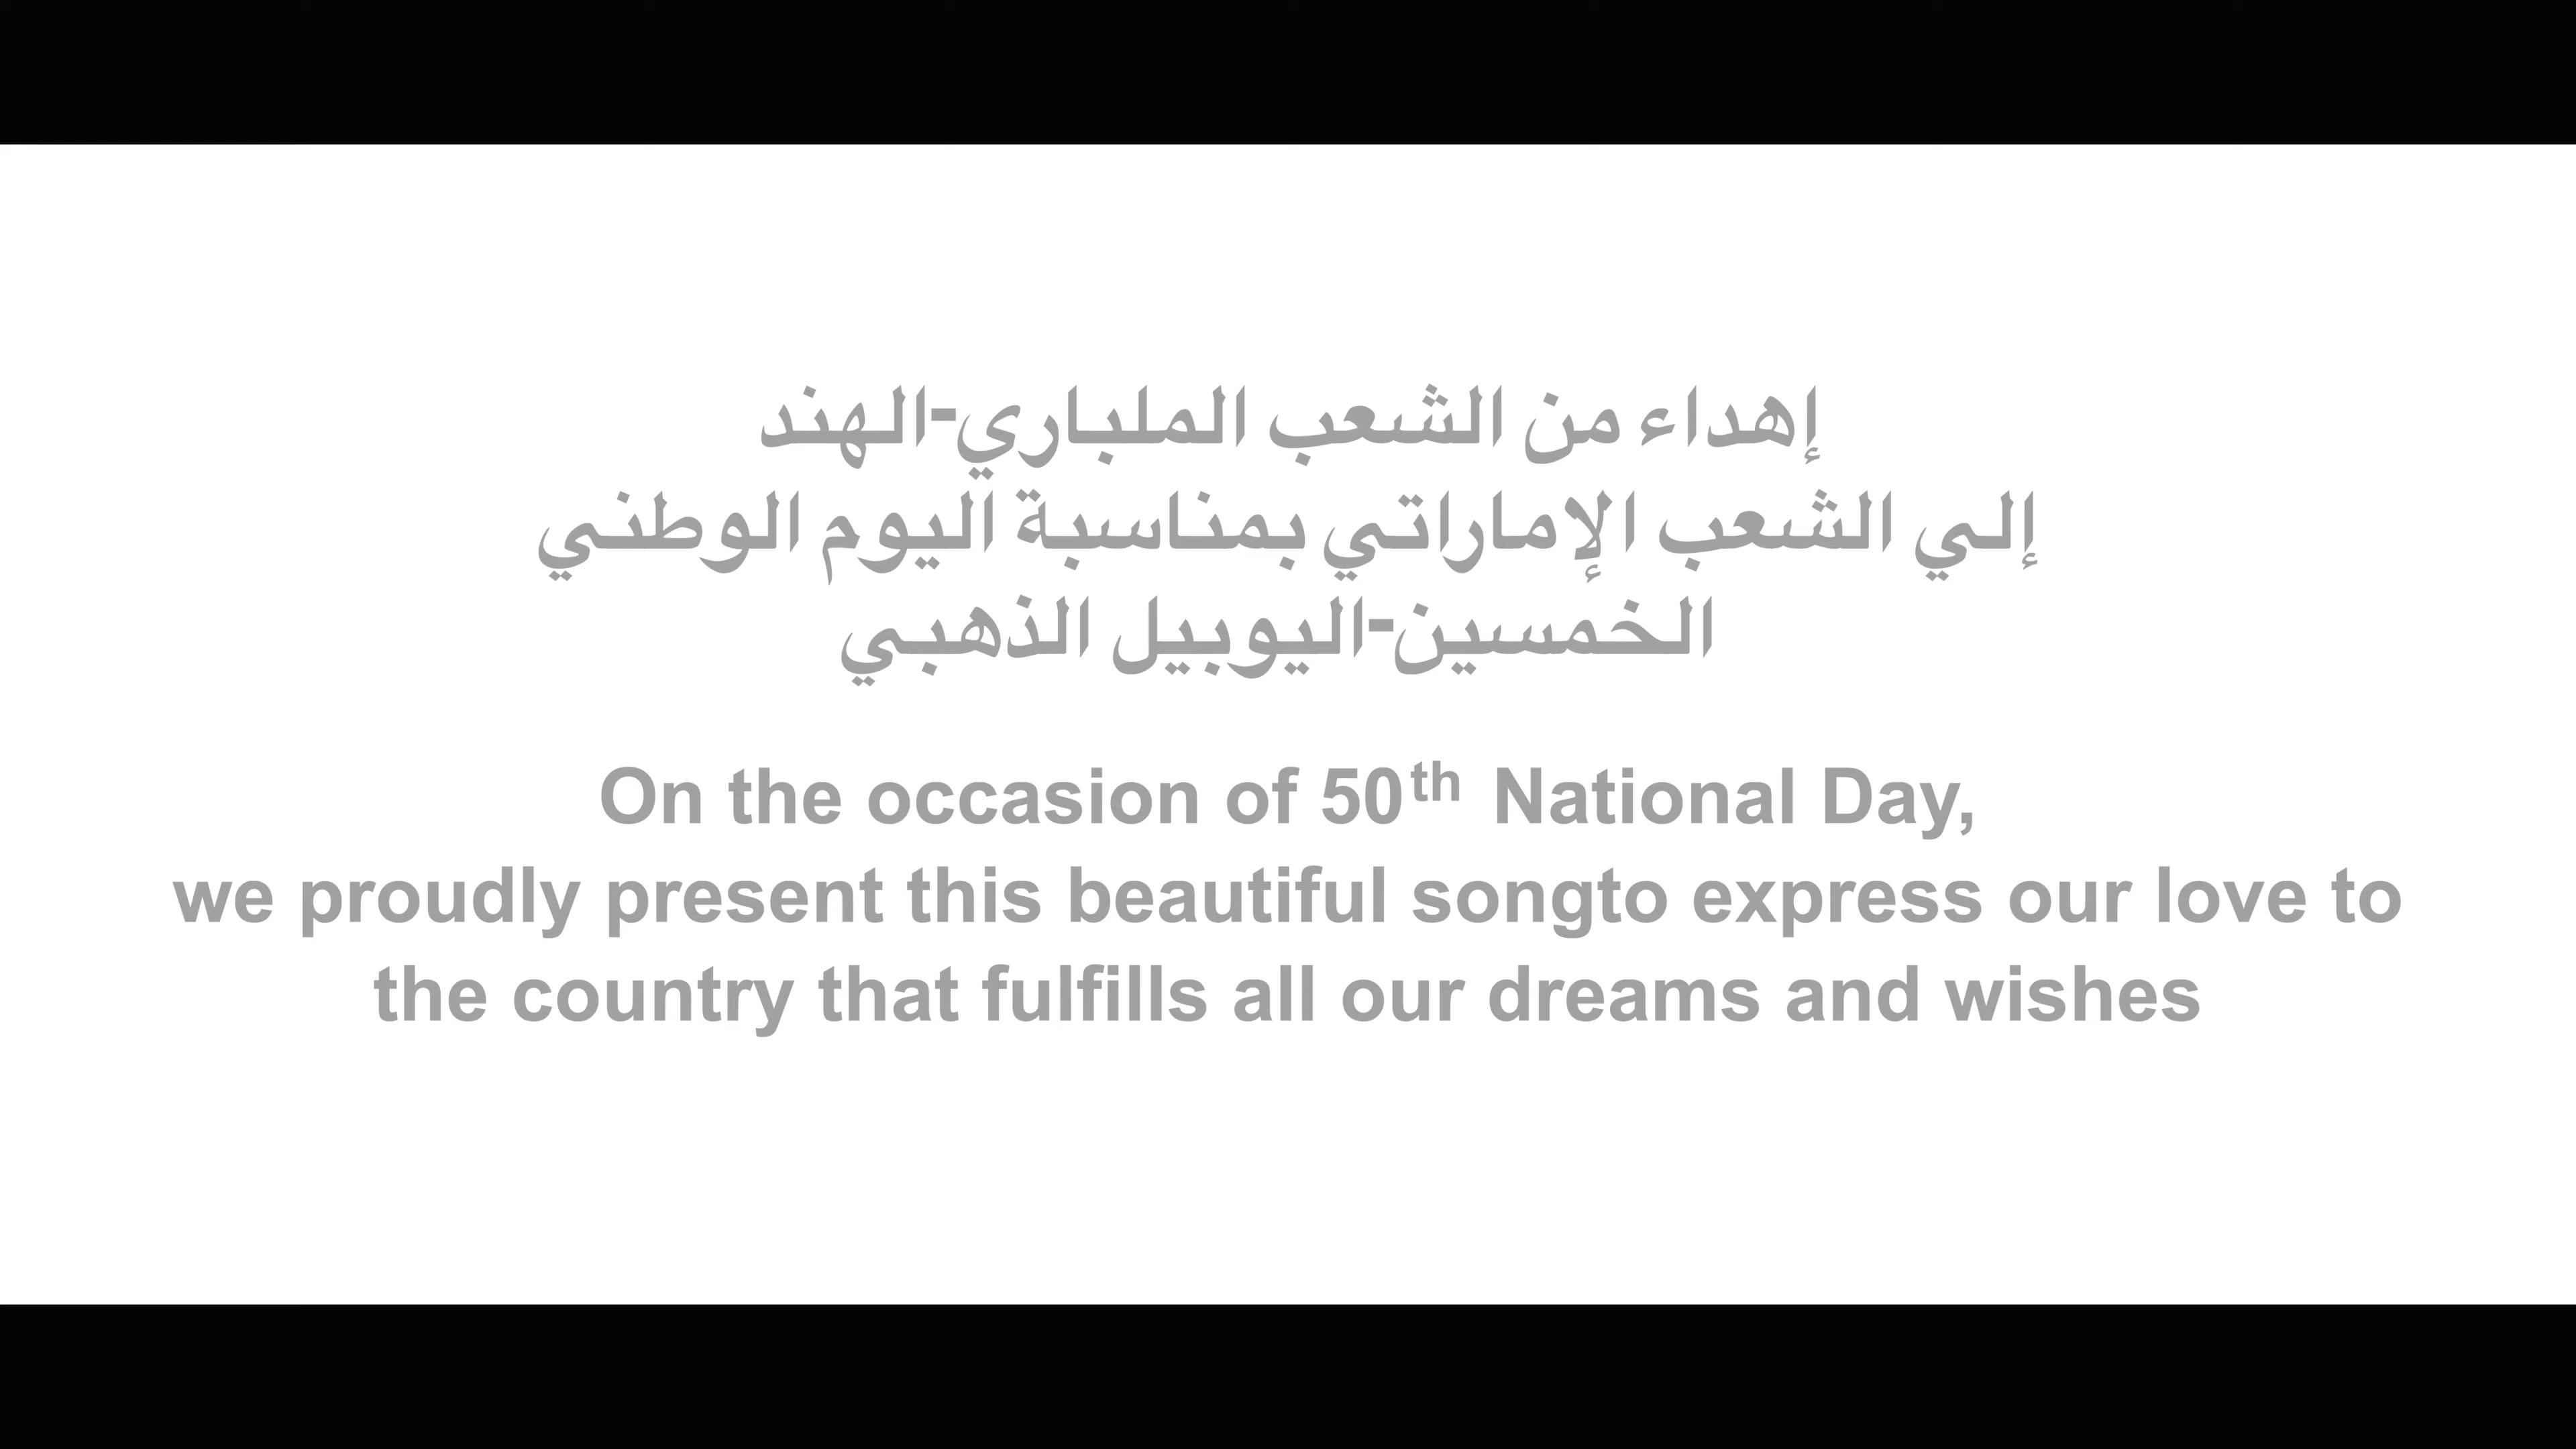 إهداء من الشعب الملباري-الهند
إلي الشعب الإماراتي بمناسبة اليوم الوطني
الخمسين-اليوبيل الذهبي
On the occasion of 50th National Day,
we proudly present this beautiful songto express our love to
the country that fulfills all our dreams and wishes